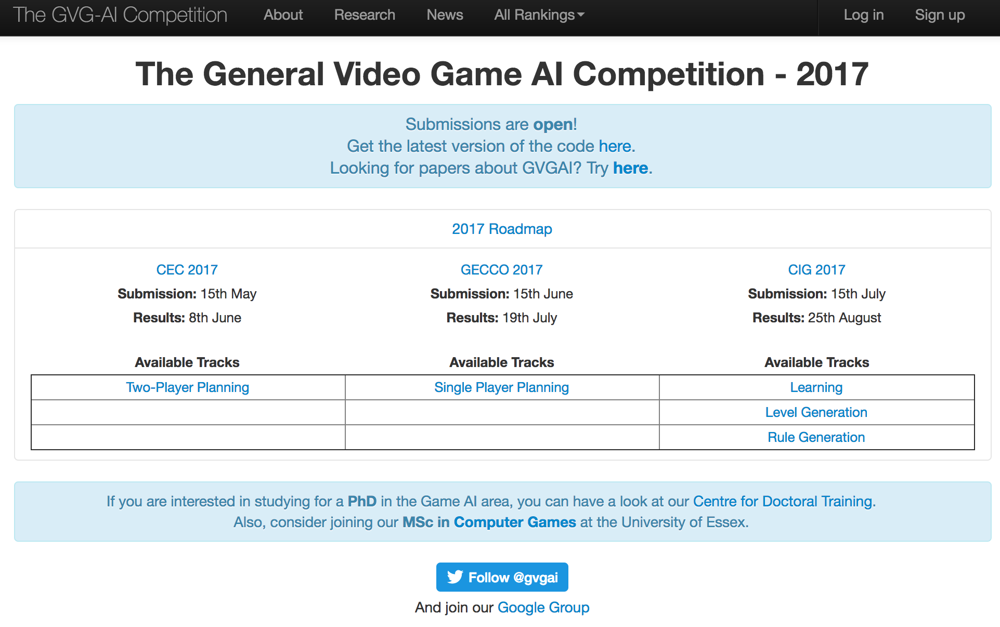 The GVG-AI Competition About Research News All Rankings Log in Sign up
The General Video Game AI Competition - 2017
Submissions are open!
Get the latest version of the code here.
Looking for papers about GVGAI? Try here.
2017 Roadmap
CEC 2017 GECCO 2017 CIG 2017
Submission: 15th May Submission: 15th June Submission: 15th July
Results: 8th June Results: 19th July Results: 25th August
Available Tracks Available Tracks Available Tracks
Two-Player Planning Single Player Planning Learning
Level Generation
Rule Generation
If you are interested in studying for a PhD in the Game AI area, you can have a look at our Centre for Doctoral Training.
Also, consider joining our MSc in Computer Games at the University of Essex.
Follow @gvgai
And join our Google Group